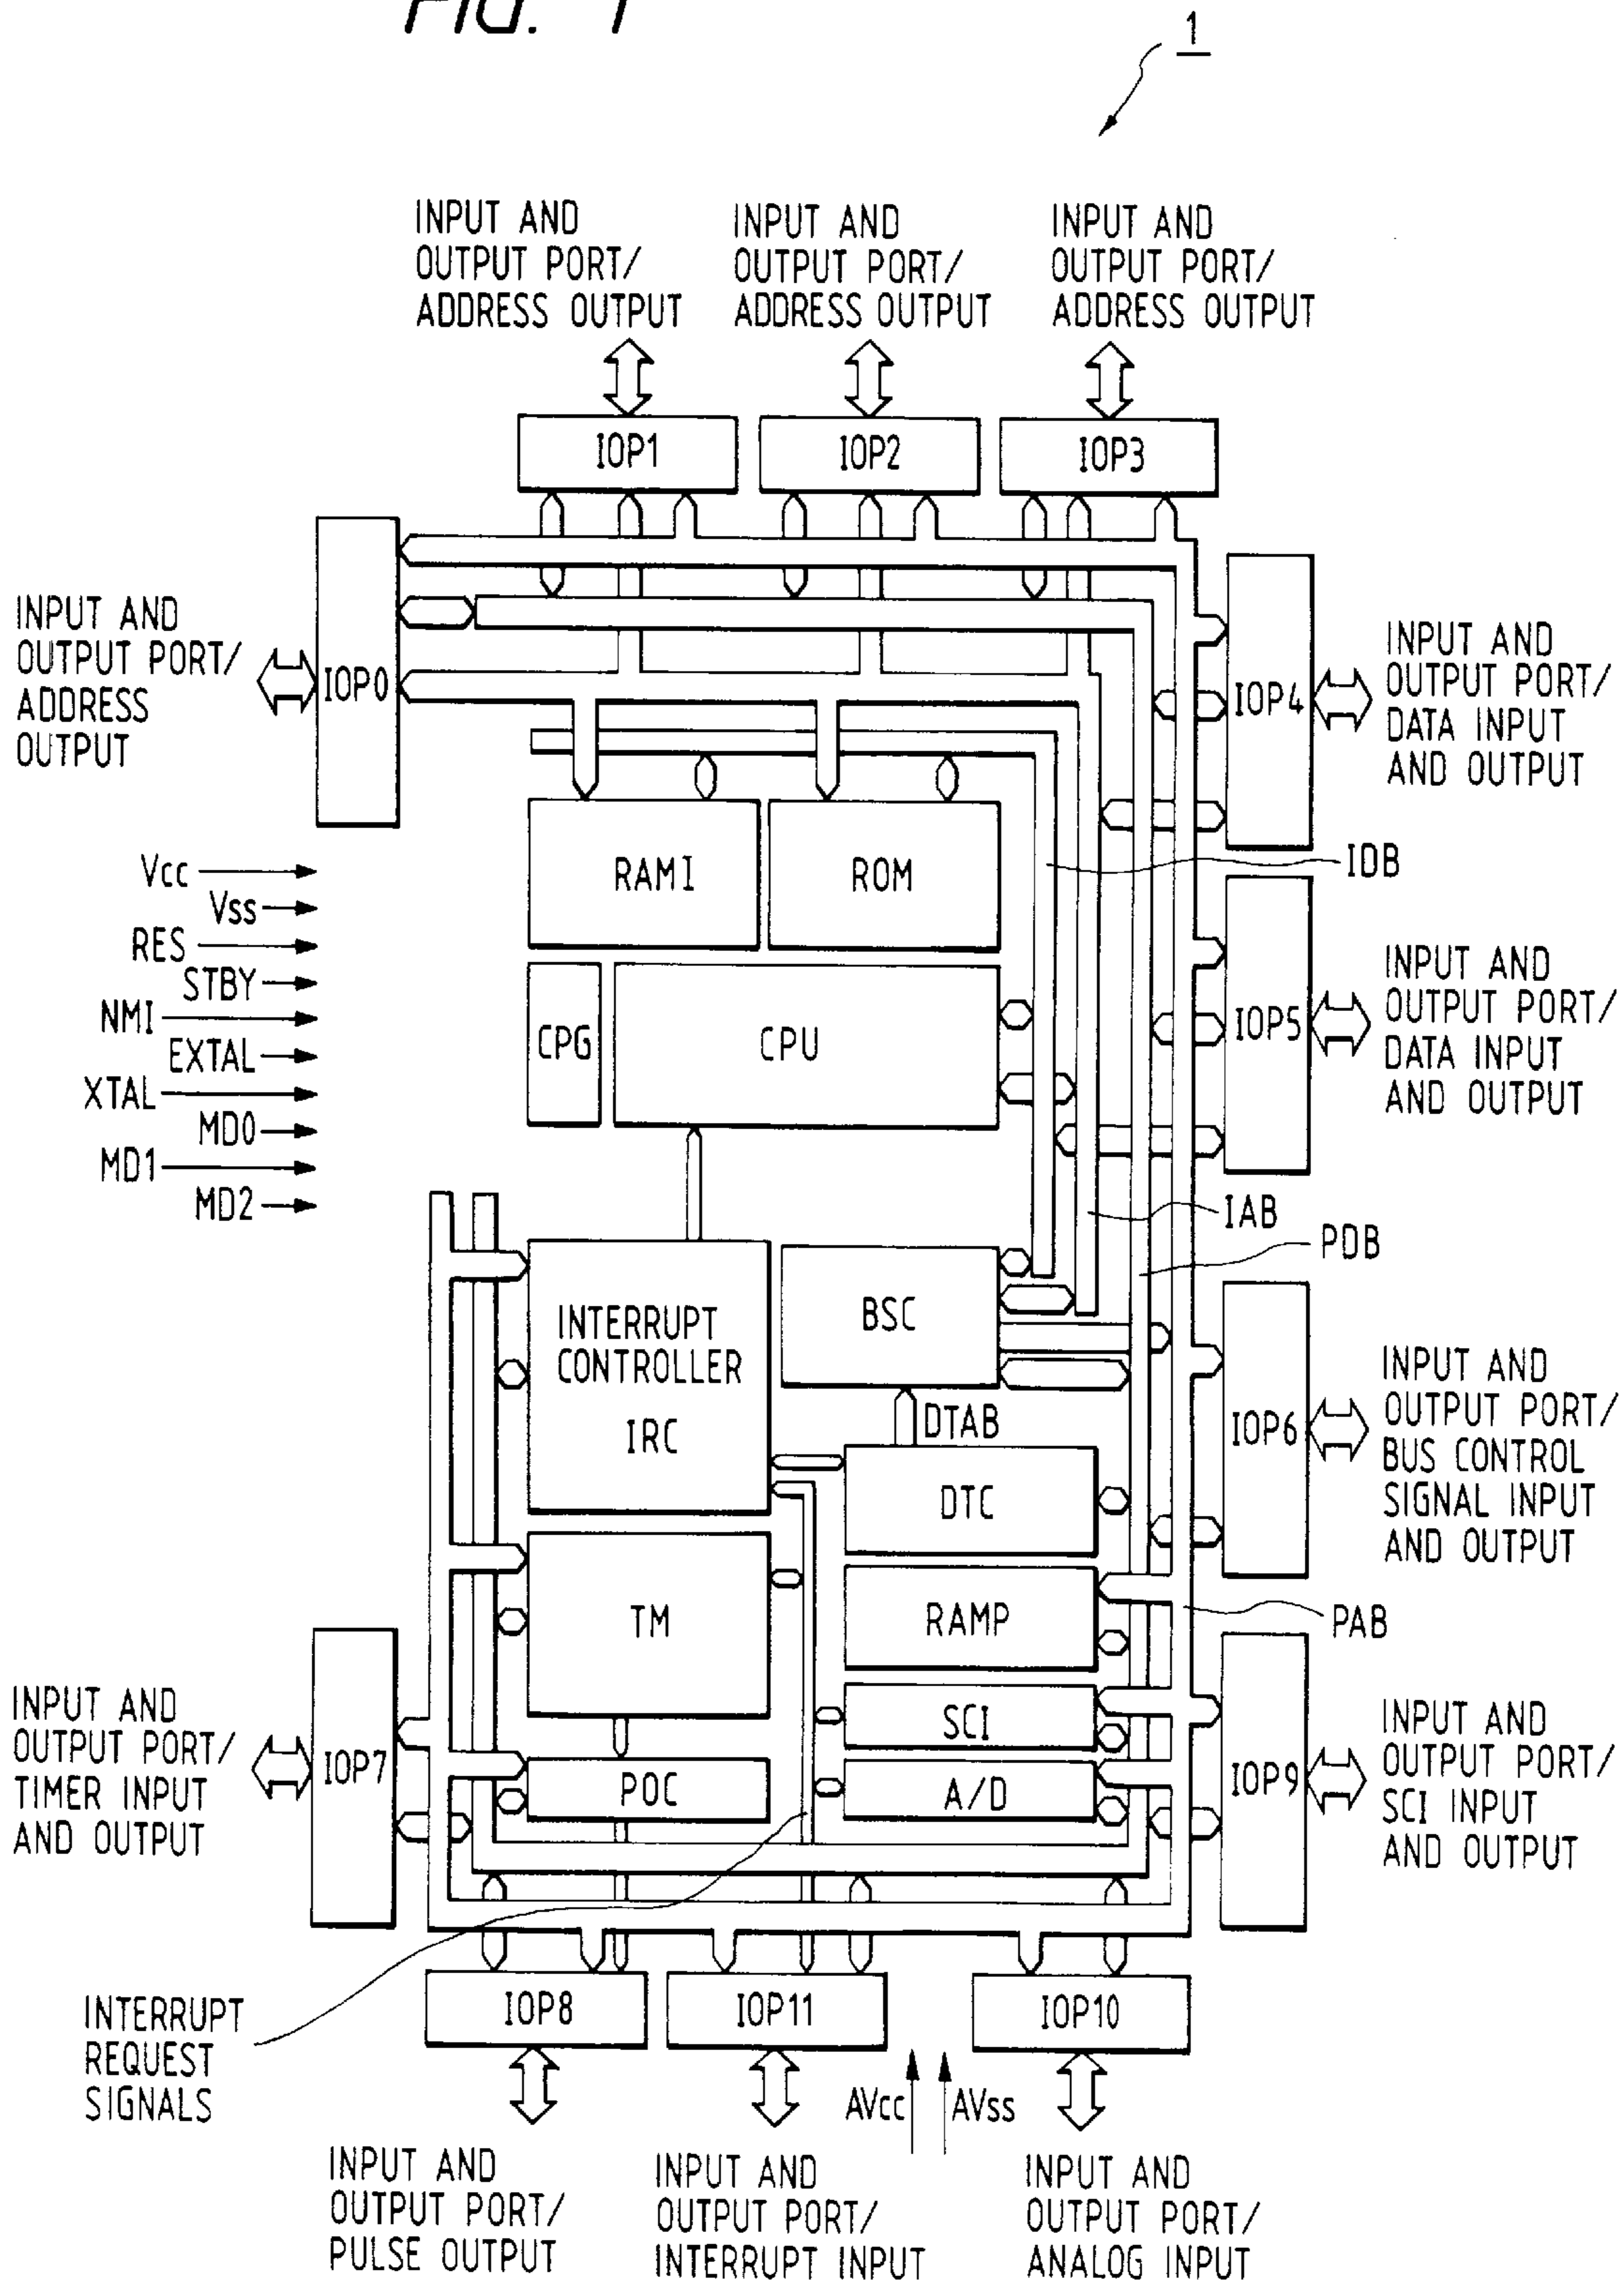 FIG. 1
1
INPUT AND
OUTPUT PORT/
ADDRESS OUTPUT
INPUT AND
OUTPUT PORT/
ADDRESS OUTPUT
INPUT AND
OUTPUT PORT/
ADDRESS OUTPUT
IOP1
IOP2
IOP3
INPUT AND
OUTPUT PORT/
ADDRESS
OUTPUT
IOP0
IOP4
INPUT AND
OUTPUT PORT/
DATA INPUT
AND OUTPUT
RAMI
ROM
IDB
Vcc
Vss
RES
STBY
NMI
EXTAL
XTAL
MD0
MD1
MD2
CPG
CPU
IOP5
INPUT AND
OUTPUT PORT/
DATA INPUT
AND OUTPUT
IAB
PDB
INTERRUPT
CONTROLLER
IRC
BSC
DTAB
IOP6
INPUT AND
OUTPUT PORT/
BUS CONTROL
SIGNAL INPUT
AND OUTPUT
DTC
TM
RAMP
PAB
INPUT AND
OUTPUT PORT/
TIMER INPUT
AND OUTPUT
IOP7
POC
SCI
A/D
IOP9
INPUT AND
OUTPUT PORT/
SCI INPUT
AND OUTPUT
INTERRUPT
REQUEST
SIGNALS
IOP8
IOP11
IOP10
AVcc
AVss
INPUT AND
OUTPUT PORT/
PULSE OUTPUT
INPUT AND
OUTPUT PORT/
INTERRUPT INPUT
INPUT AND
OUTPUT PORT/
ANALOG INPUT